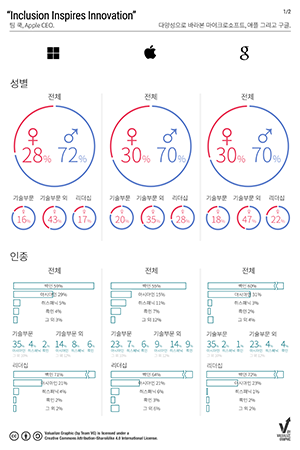 “Inclusion Inspires Innovation”
1/2
팀 쿡, Apple CEO.
다양성으로 바라본 마이크로소프트, 애플 그리고 구글.
성별
전체 전체 전체
28% 72% 30% 70% 30% 70%
기술부문 기술부문 외 리더십 기술부문 기술부문 외 리더십 기술부문 기술부문 외 리더십
16% 43% 17% 20% 35% 28% 18% 47% 22%
인종
전체 전체 전체
백인 59% 백인 55% 백인 60%
아시아인 29% 아시아인 15% 아시아인 31%
히스패닉 5% 히스패닉 11% 히스패닉 3%
흑인 4% 흑인 7% 흑인 2%
그 외 3% 그 외 12% 그 외 4%
기술부문 기술부문 외 기술부문 기술부문 외 기술부문 기술부문 외
35% 4% 2% 14% 8% 6% 23% 7% 6% 9% 14% 9% 34% 2% 1% 23% 4% 4%
리더십 리더십 리더십
백인 72% 백인 64% 백인 72%
아시아인 21% 아시아인 21% 아시아인 23%
히스패닉 4% 히스패닉 6% 히스패닉 1%
흑인 2% 흑인 3% 흑인 2%
그 외 2% 그 외 6% 그 외 2%
Visualize Graphic (by Team VG) is licensed under a
Creative Commons Attribution-ShareAlike 4.0 International License.